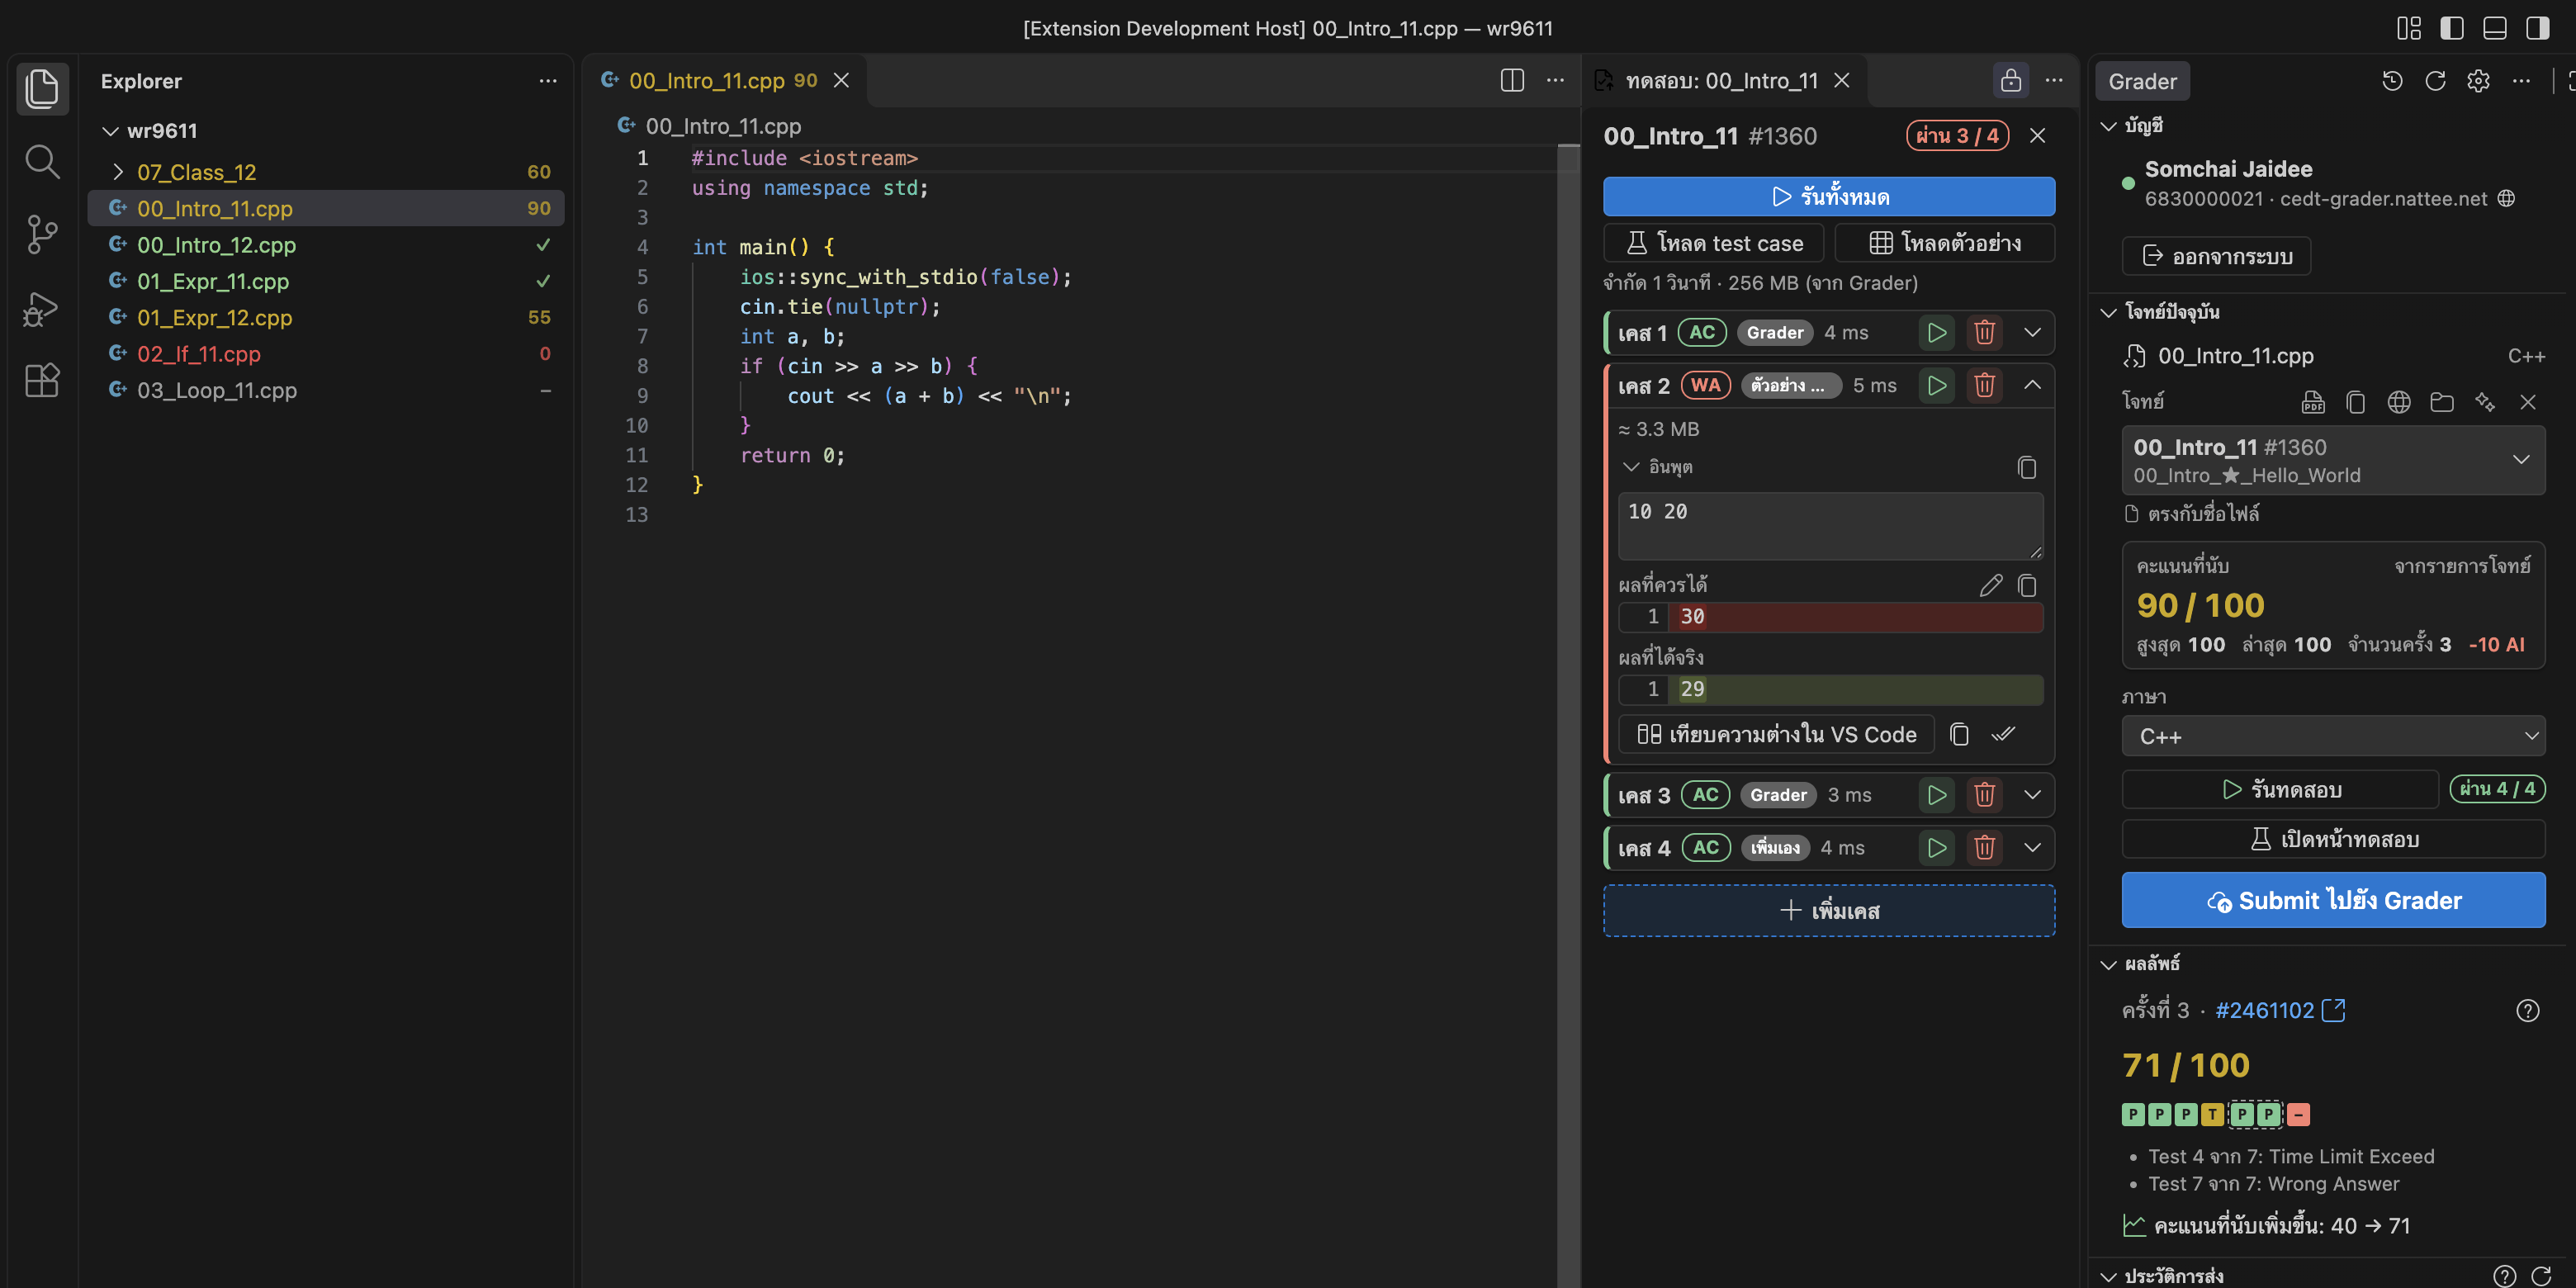 [Extension Development Host] 00_Intro_11.cpp — wr9611
Explorer
wr9611
07_Class_12 60
00_Intro_11.cpp 90
00_Intro_12.cpp ✓
01_Expr_11.cpp ✓
01_Expr_12.cpp 55
02_If_11.cpp 0
03_Loop_11.cpp –
00_Intro_11.cpp 90
00_Intro_11.cpp
1 #include <iostream>
2 using namespace std;
3
4 int main() {
5 ios::sync_with_stdio(false);
6 cin.tie(nullptr);
7 int a, b;
8 if (cin >> a >> b) {
9 cout << (a + b) << "\n";
10 }
11 return 0;
12 }
13
ทดสอบ: 00_Intro_11
00_Intro_11 #1360 ผ่าน 3 / 4
รันทั้งหมด
โหลด test case โหลดตัวอย่าง
จำกัด 1 วินาที · 256 MB (จาก Grader)
เคส 1 AC Grader 4 ms
เคส 2 WA ตัวอย่าง ... 5 ms
≈ 3.3 MB
อินพุต
10 20
ผลที่ควรได้
1 30
ผลที่ได้จริง
1 29
เทียบความต่างใน VS Code
เคส 3 AC Grader 3 ms
เคส 4 AC เพิ่มเอง 4 ms
เพิ่มเคส
Grader
บัญชี
Somchai Jaidee
6830000021 · cedt-grader.nattee.net
ออกจากระบบ
โจทย์ปัจจุบัน
00_Intro_11.cpp C++
โจทย์ PDF
00_Intro_11 #1360
00_Intro_★_Hello_World
ตรงกับชื่อไฟล์
คะแนนที่นับ จากรายการโจทย์
90 / 100
สูงสุด 100 ล่าสุด 100 จำนวนครั้ง 3 -10 AI
ภาษา
C++
รันทดสอบ ผ่าน 4 / 4
เปิดหน้าทดสอบ
Submit ไปยัง Grader
ผลลัพธ์
ครั้งที่ 3 · #2461102
71 / 100
P P P T P P –
• Test 4 จาก 7: Time Limit Exceed
• Test 7 จาก 7: Wrong Answer
คะแนนที่นับเพิ่มขึ้น: 40 → 71
ประวัติการส่ง